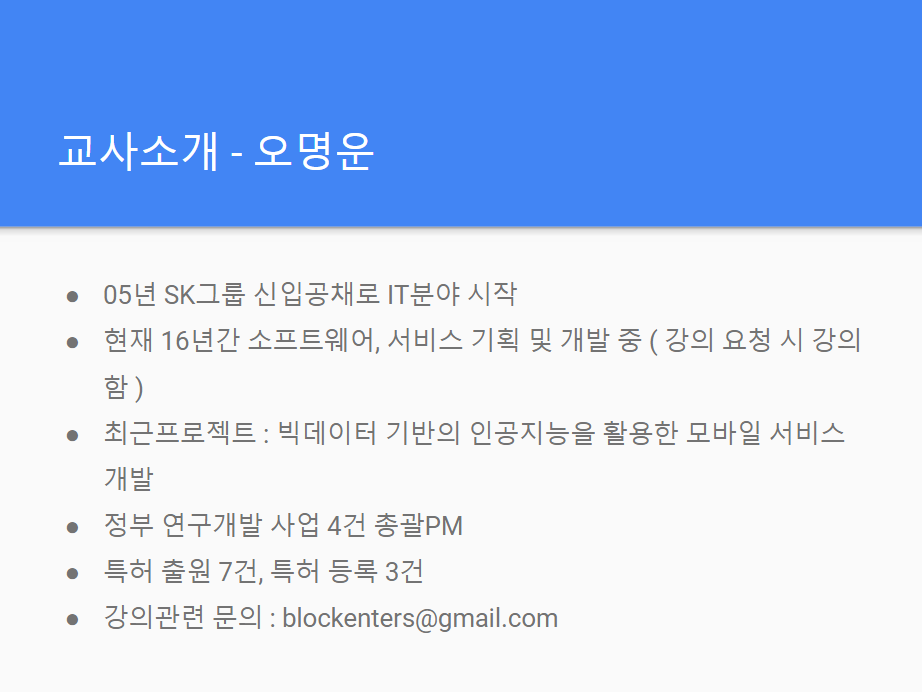 교사소개 - 오명운
● 05년 SK그룹 신입공채로 IT분야 시작
● 현재 16년간 소프트웨어, 서비스 기획 및 개발 중 ( 강의 요청 시 강의
함 )
● 최근프로젝트 : 빅데이터 기반의 인공지능을 활용한 모바일 서비스
개발
● 정부 연구개발 사업 4건 총괄PM
● 특허 출원 7건, 특허 등록 3건
● 강의관련 문의 : blockenters@gmail.com